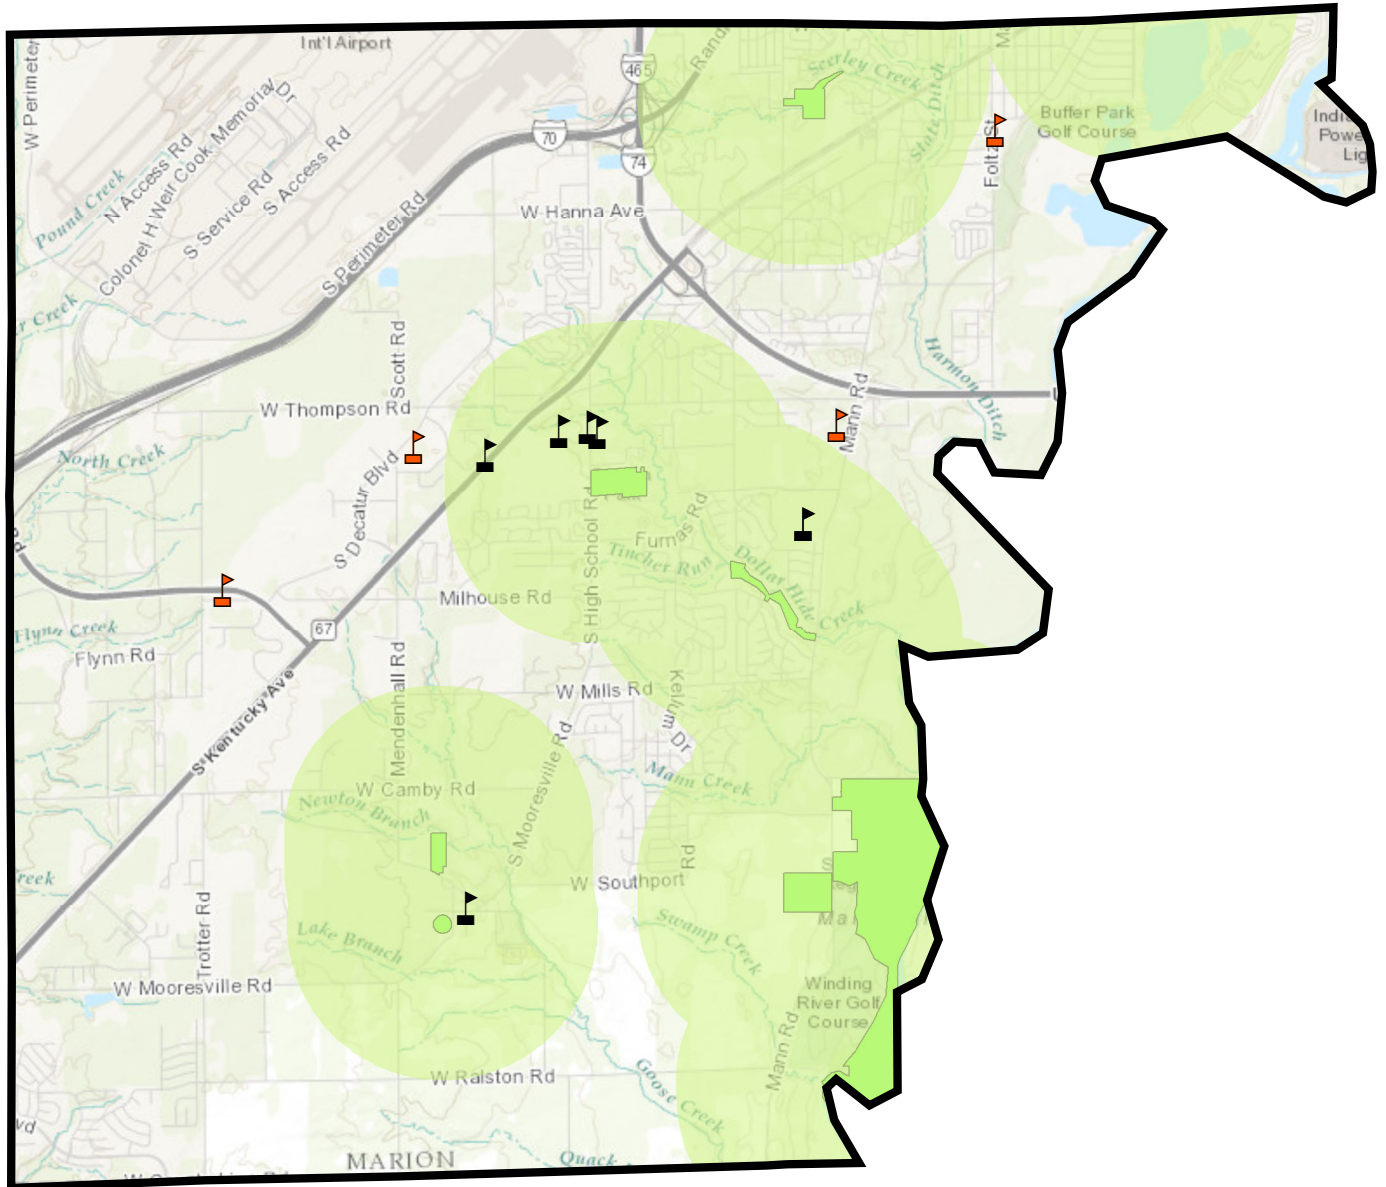 Int'l Airport
W Perimeter
Colonel H Weir Cook Memorial Dr
N Access Rd
S Service Rd
S Access Rd
Pound Creek
S Perimeter Rd
465
70
74
Seerley Creek
State Ditch
Foltz St
Buffer Park
Golf Course
W Hanna Ave
Creek
Scott Rd
W Thompson Rd
Mann Rd
Harmon Ditch
North Creek
S Decatur Blvd
S High School Rd
Furnas Rd
Tincher Run
Dollar Hide Creek
Milhouse Rd
67
Flynn Creek
Flynn Rd
S Kentucky Ave
Mendenhall Rd
W Mills Rd
Kellum Dr
S Mooresville Rd
Mann Creek
W Camby Rd
Newton Branch
W Southport
Rd
Trotter Rd
Lake Branch
Swamp Creek
W Mooresville Rd
Winding
River Golf
Course
Mann Rd
W Ralston Rd
Goose Creek
MARION
Quack